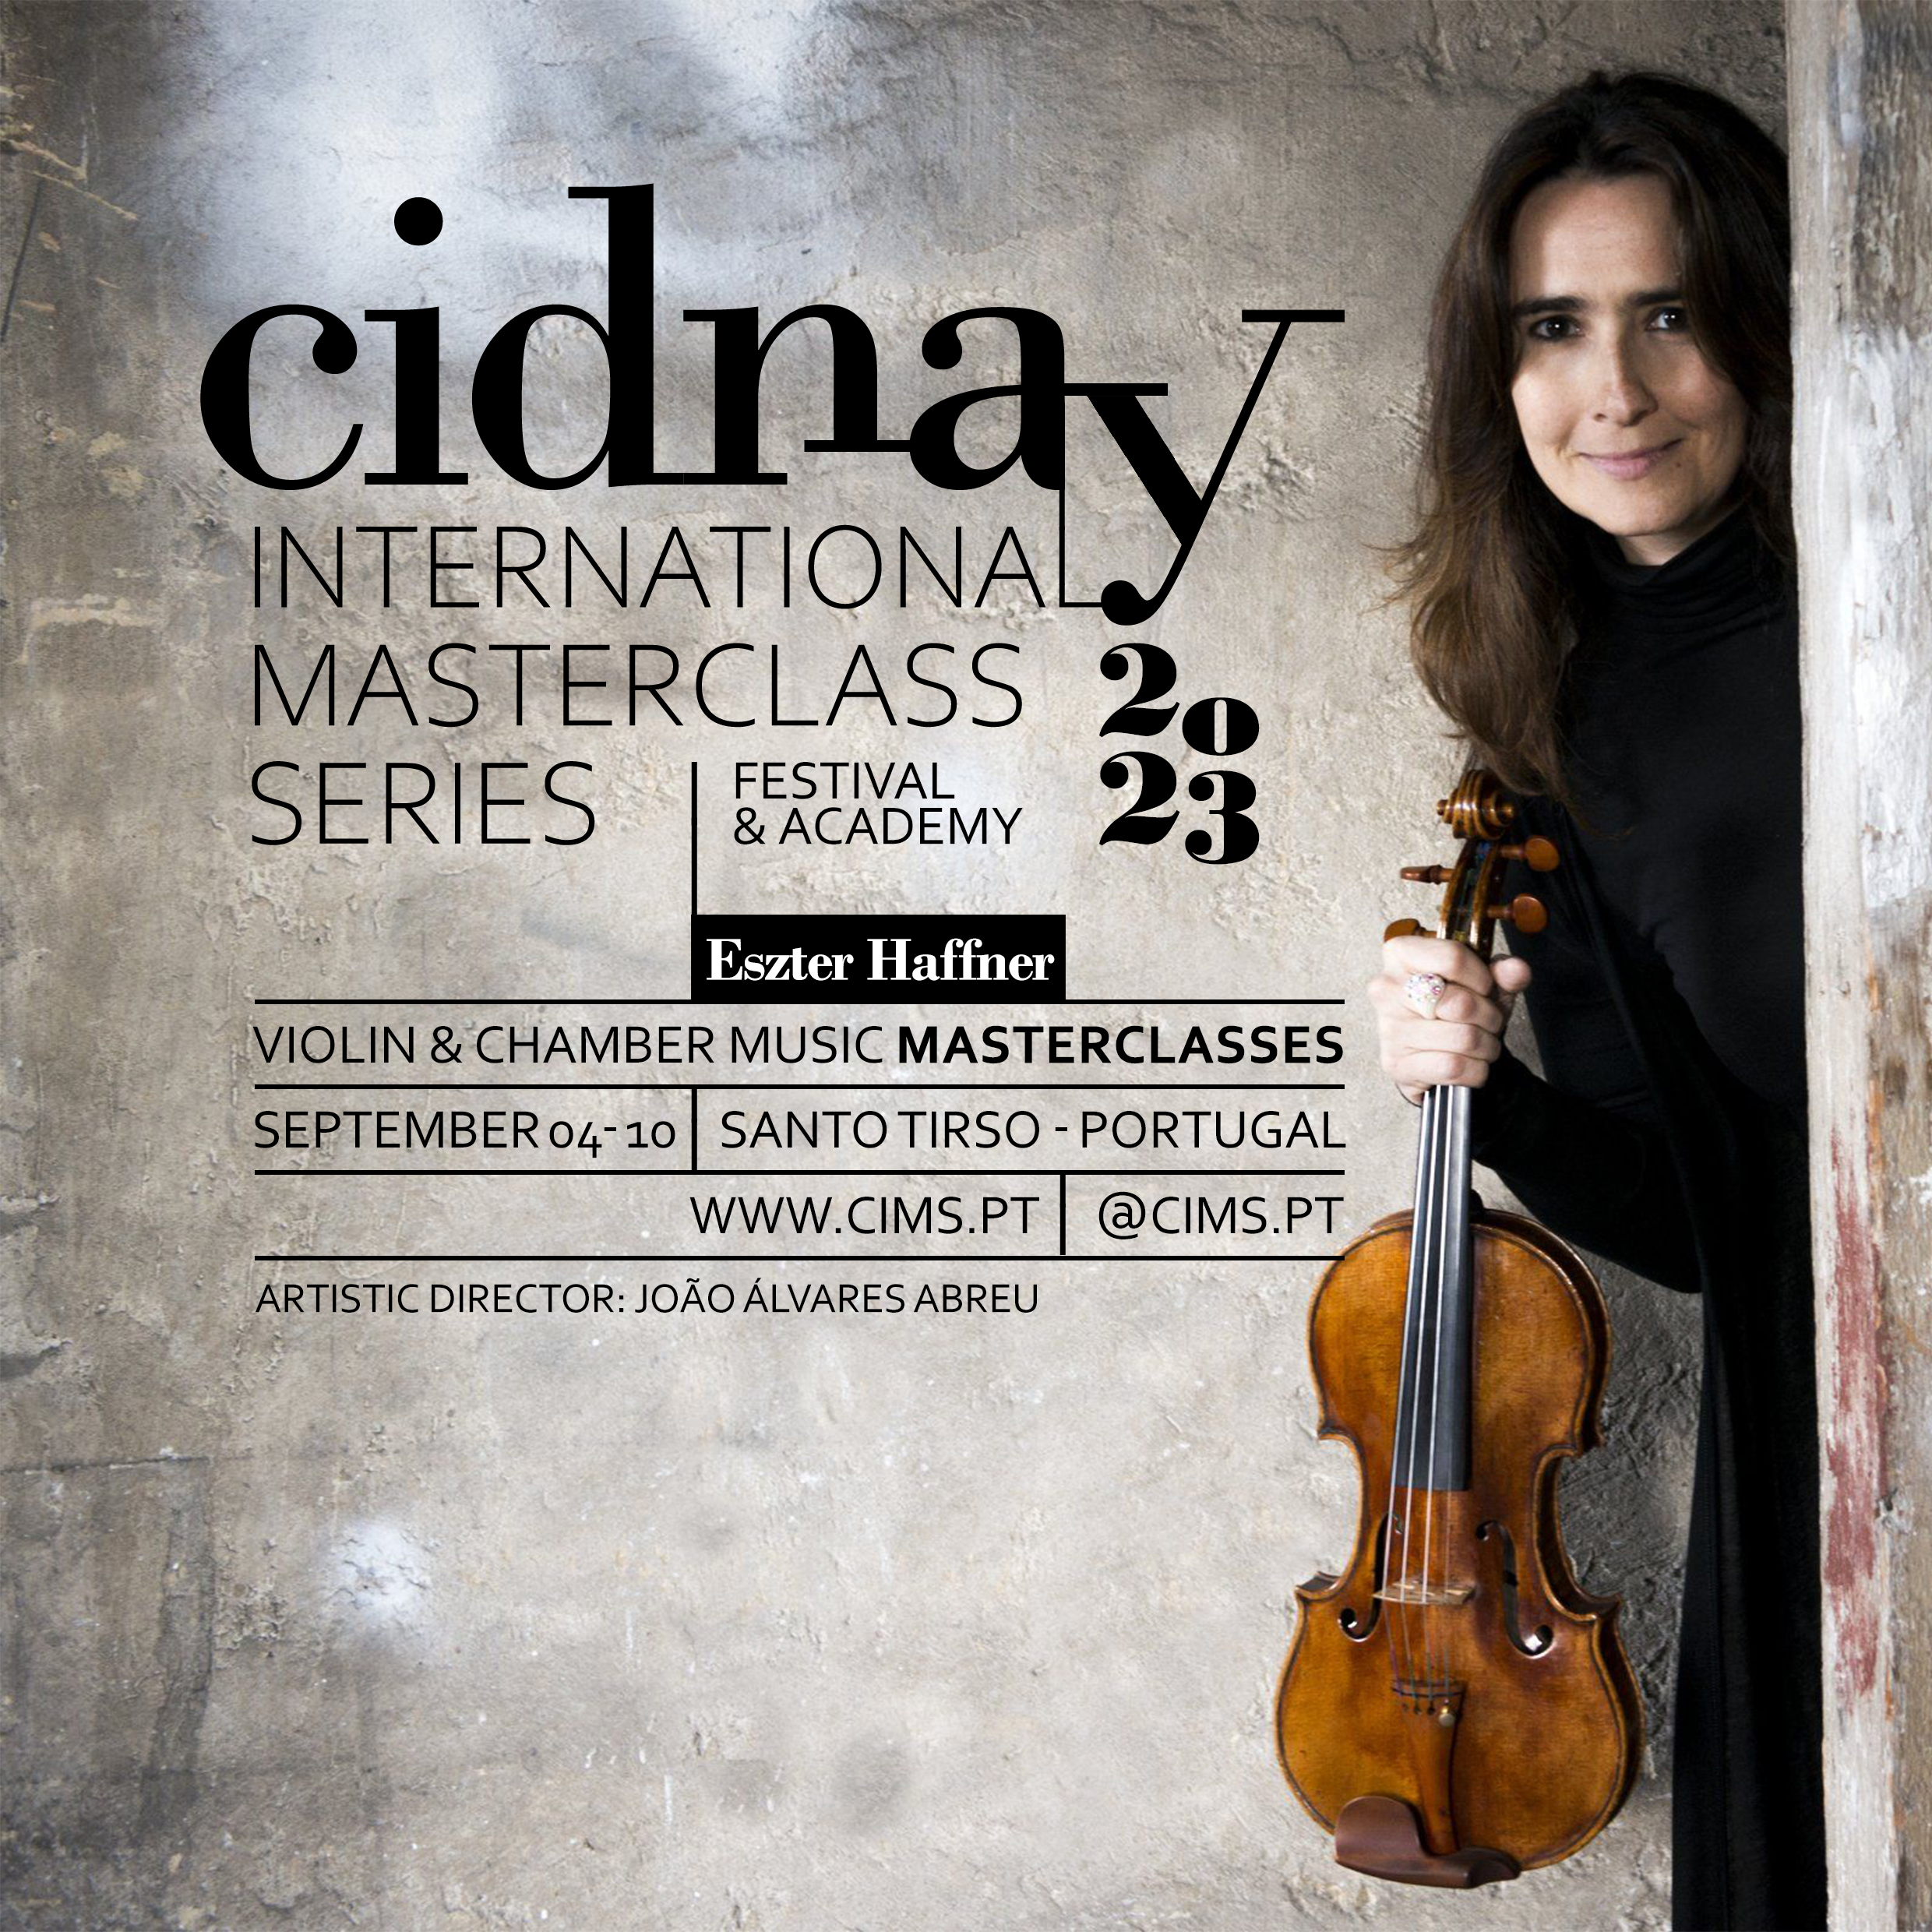 cidnay
INTERNATIONAL
MASTERCLASS
SERIES
FESTIVAL
& ACADEMY
20
23
Eszter Haffner
VIOLIN & CHAMBER MUSIC MASTERCLASSES
SEPTEMBER 04-10 | SANTO TIRSO - PORTUGAL
WWW.CIMS.PT | @CIMS.PT
ARTISTIC DIRECTOR: JOÃO ÁLVARES ABREU